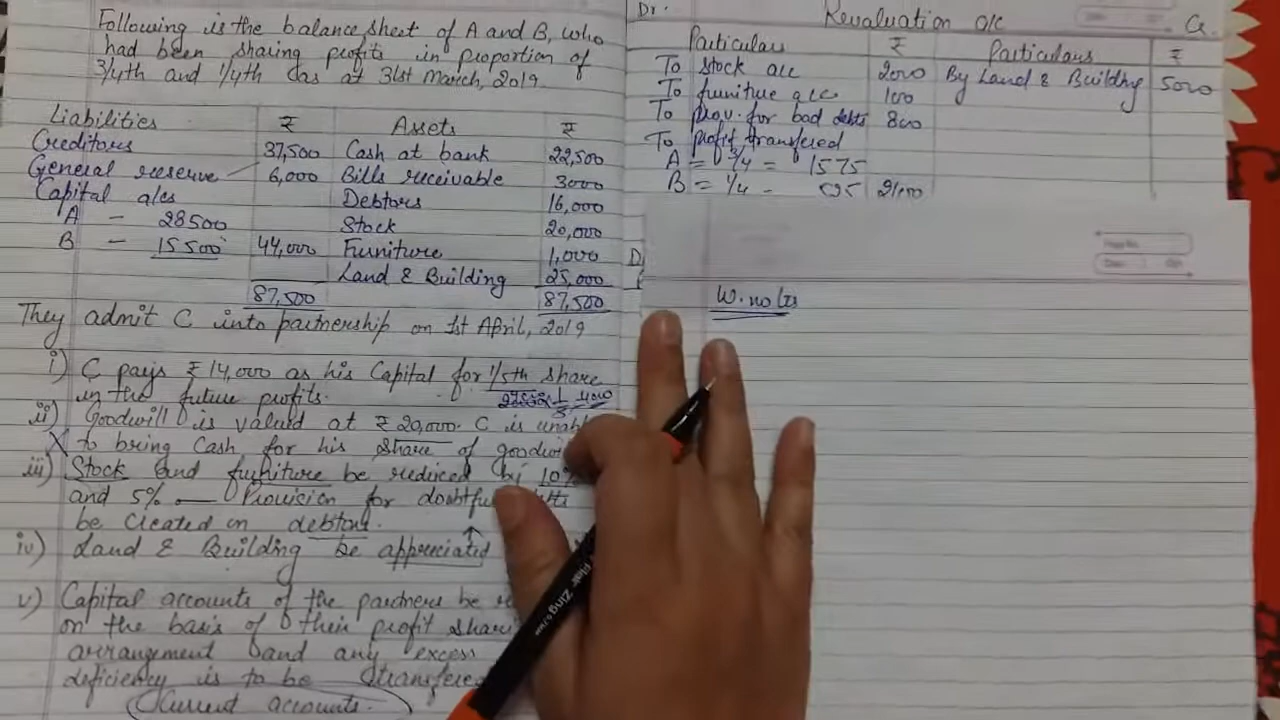 Following is the balance sheet of A and B, who
had been sharing profits in proportion of
3/4th and 1/4th as at 31st March, 2019
Liabilities ₹ Assets ₹
Creditors 37,500 Cash at bank 22,500
General reserve 6,000 Bills receivable 3000
Capital a/cs Debtors 16,000
A - 28500 Stock 20,000
B - 15500 44,000 Furniture 1,000
Land & Building 25,000
87,500 87,500
They admit C into partnership on 1st April, 2019
i) C pays ₹ 14,000 as his Capital for 1/5th share
in the future profits.
ii) Goodwill is valued at ₹ 20,000. C is unabl
to bring cash for his share of goodwi
iii) Stock and furniture be reduced by 10%
and 5% Provision for doubtfu
be created on debtors.
iv) Land & Building be appreciated
v) Capital accounts of the partners be
on the basis of their profit shari
arrangement and any excess
deficiency is to be transferre
Current accounts.
Dr. Revaluation a/c Cr.
Particulars ₹ Particulars ₹
To stock a/c 2000 By Land & Building 5000
To furniture a/c 100
To prov. for bad debts 800
To profit transfered
A = 3/4 = 1575
B = 1/4 - 525 2100
W. notes